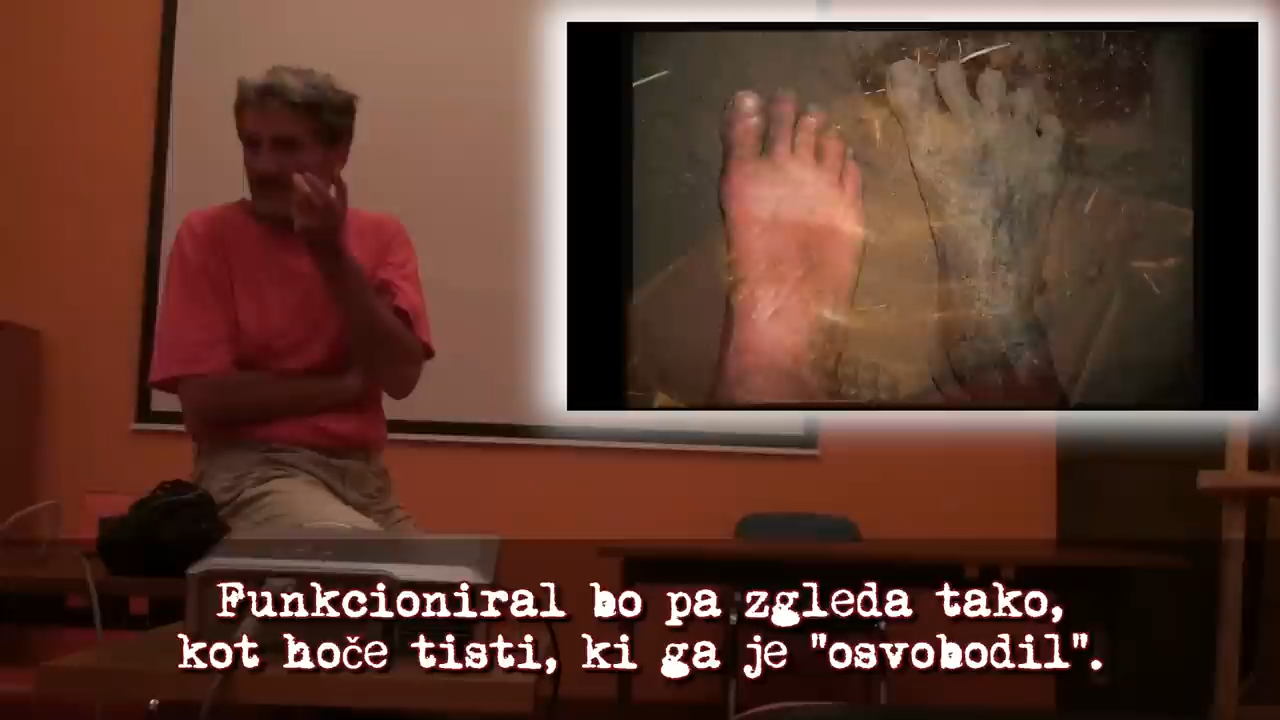 Funkcioniral bo pa zgleda tako,
kot hoče tisti, ki ga je "osvobodil".